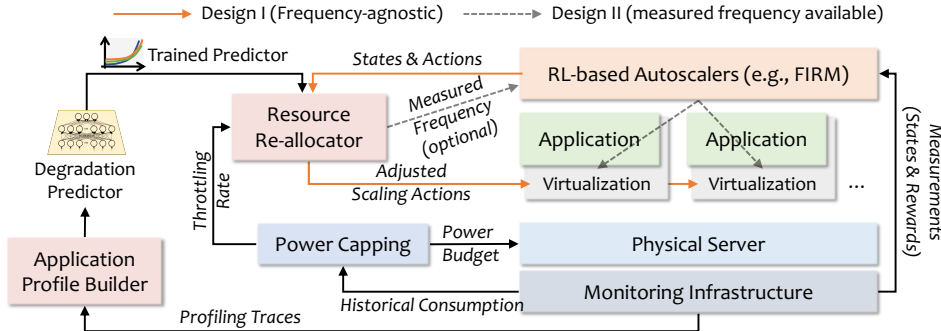 Design I (Frequency-agnostic)
Design II (measured frequency available)
Trained Predictor
States & Actions
RL-based Autoscalers (e.g., FIRM)
Resource
Re-allocator
Measured
Frequency
(optional)
Application
Application
Virtualization
Virtualization
...
Degradation
Predictor
Throttling
Rate
Adjusted
Scaling Actions
Measurements
(States & Rewards)
Power Capping
Power
Budget
Physical Server
Application
Profile Builder
Historical Consumption
Monitoring Infrastructure
Profiling Traces